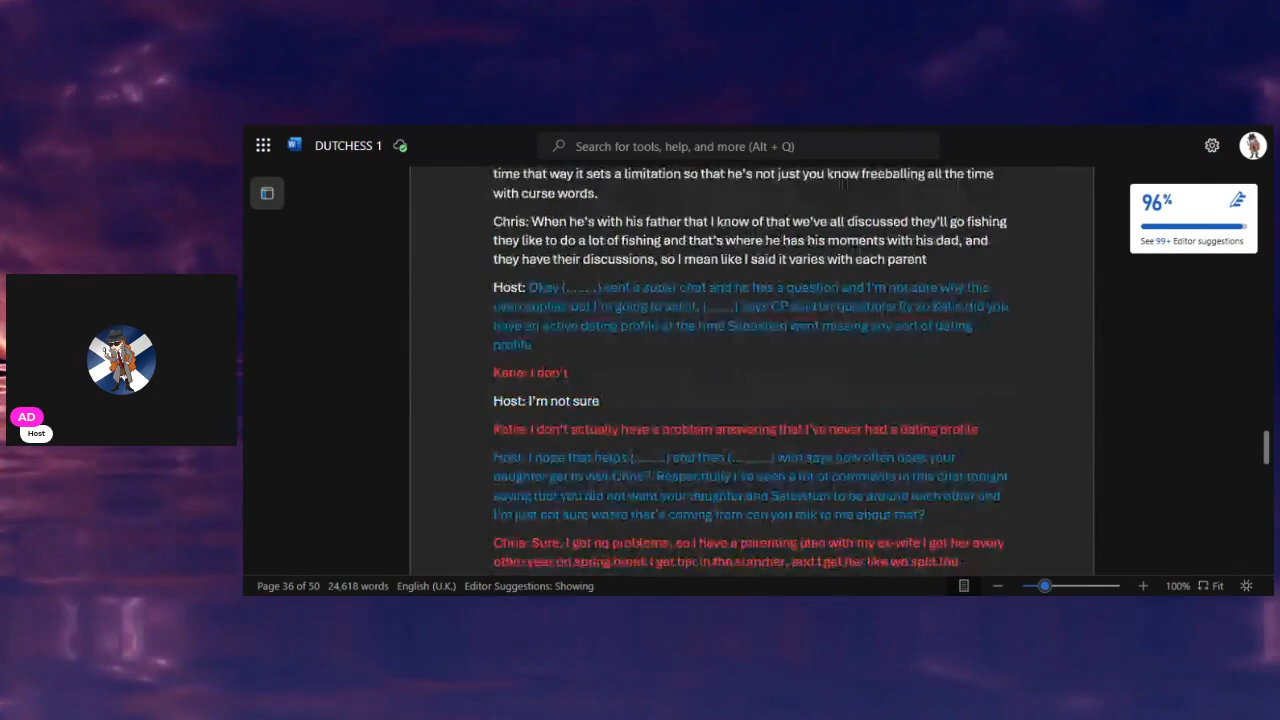 DUTCHESS 1
Search for tools, help, and more (Alt + Q)
time that way it sets a limitation so that he's not just you know freeballing all the time
with curse words.
96%
See 99+ Editor suggestions
Chris: When he's with his father that I know of that we've all discussed they'll go fishing
they like to do a lot of fishing and that's where he has his moments with his dad, and
they have their discussions, so I mean like I said it varies with each parent
Host: Okay (.......) sent a super chat and he has a question and I'm not sure why this
but I'm going to ask it, (.......) says did you
have an active dating profile at the time Sebastian went missing any sort of dating
profile
I don't
Host: I'm not sure
Katie: I don't actually have a problem answering that I've never had a dating profile
Host: I hope that helps (.......) and then (.......) says how often does your
daughter get to visit Chris? Respectfully I've seen a lot of comments in this chat tonight
saying that you did not want your daughter and Sebastian to be around each other and
I'm just not sure where that's coming from can you talk to me about that?
Chris: Sure, I got no problems, so I have a parenting plan with my ex-wife I get her every
other year on spring break I get her in the summer, and I get her like we split the
AD
Host
Page 36 of 50 24,618 words English (U.K.) Editor Suggestions: Showing
100% Fit